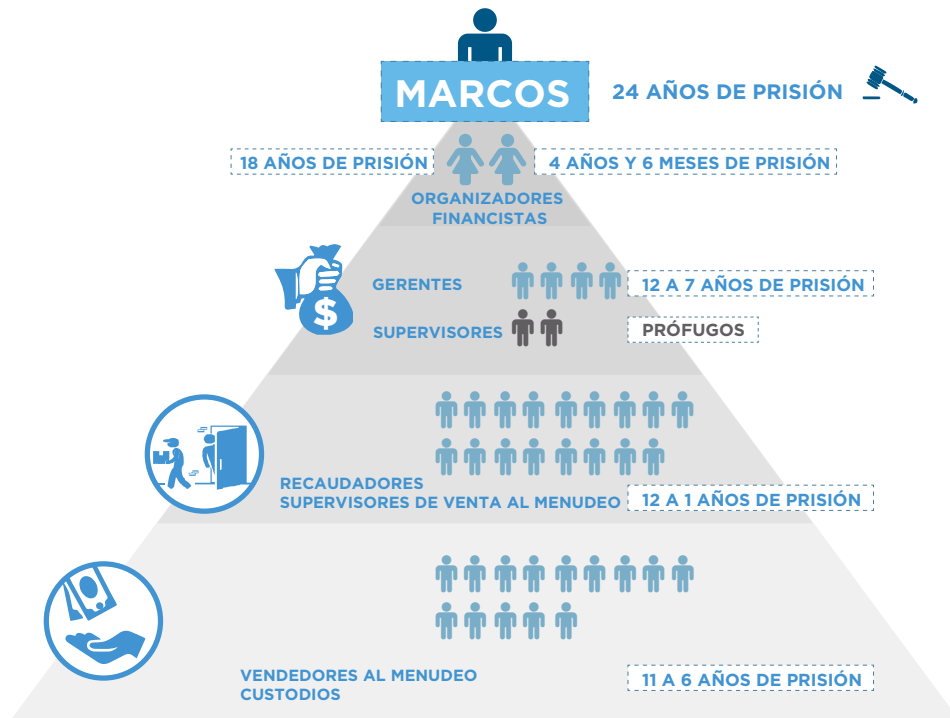 MARCOS
24 AÑOS DE PRISIÓN
18 AÑOS DE PRISIÓN
4 AÑOS Y 6 MESES DE PRISIÓN
ORGANIZADORES
FINANCISTAS
GERENTES
12 A 7 AÑOS DE PRISIÓN
$
SUPERVISORES
PRÓFUGOS
RECAUDADORES
SUPERVISORES DE VENTA AL MENUDEO
12 A 1 AÑOS DE PRISIÓN
VENDEDORES AL MENUDEO
CUSTODIOS
11 A 6 AÑOS DE PRISIÓN